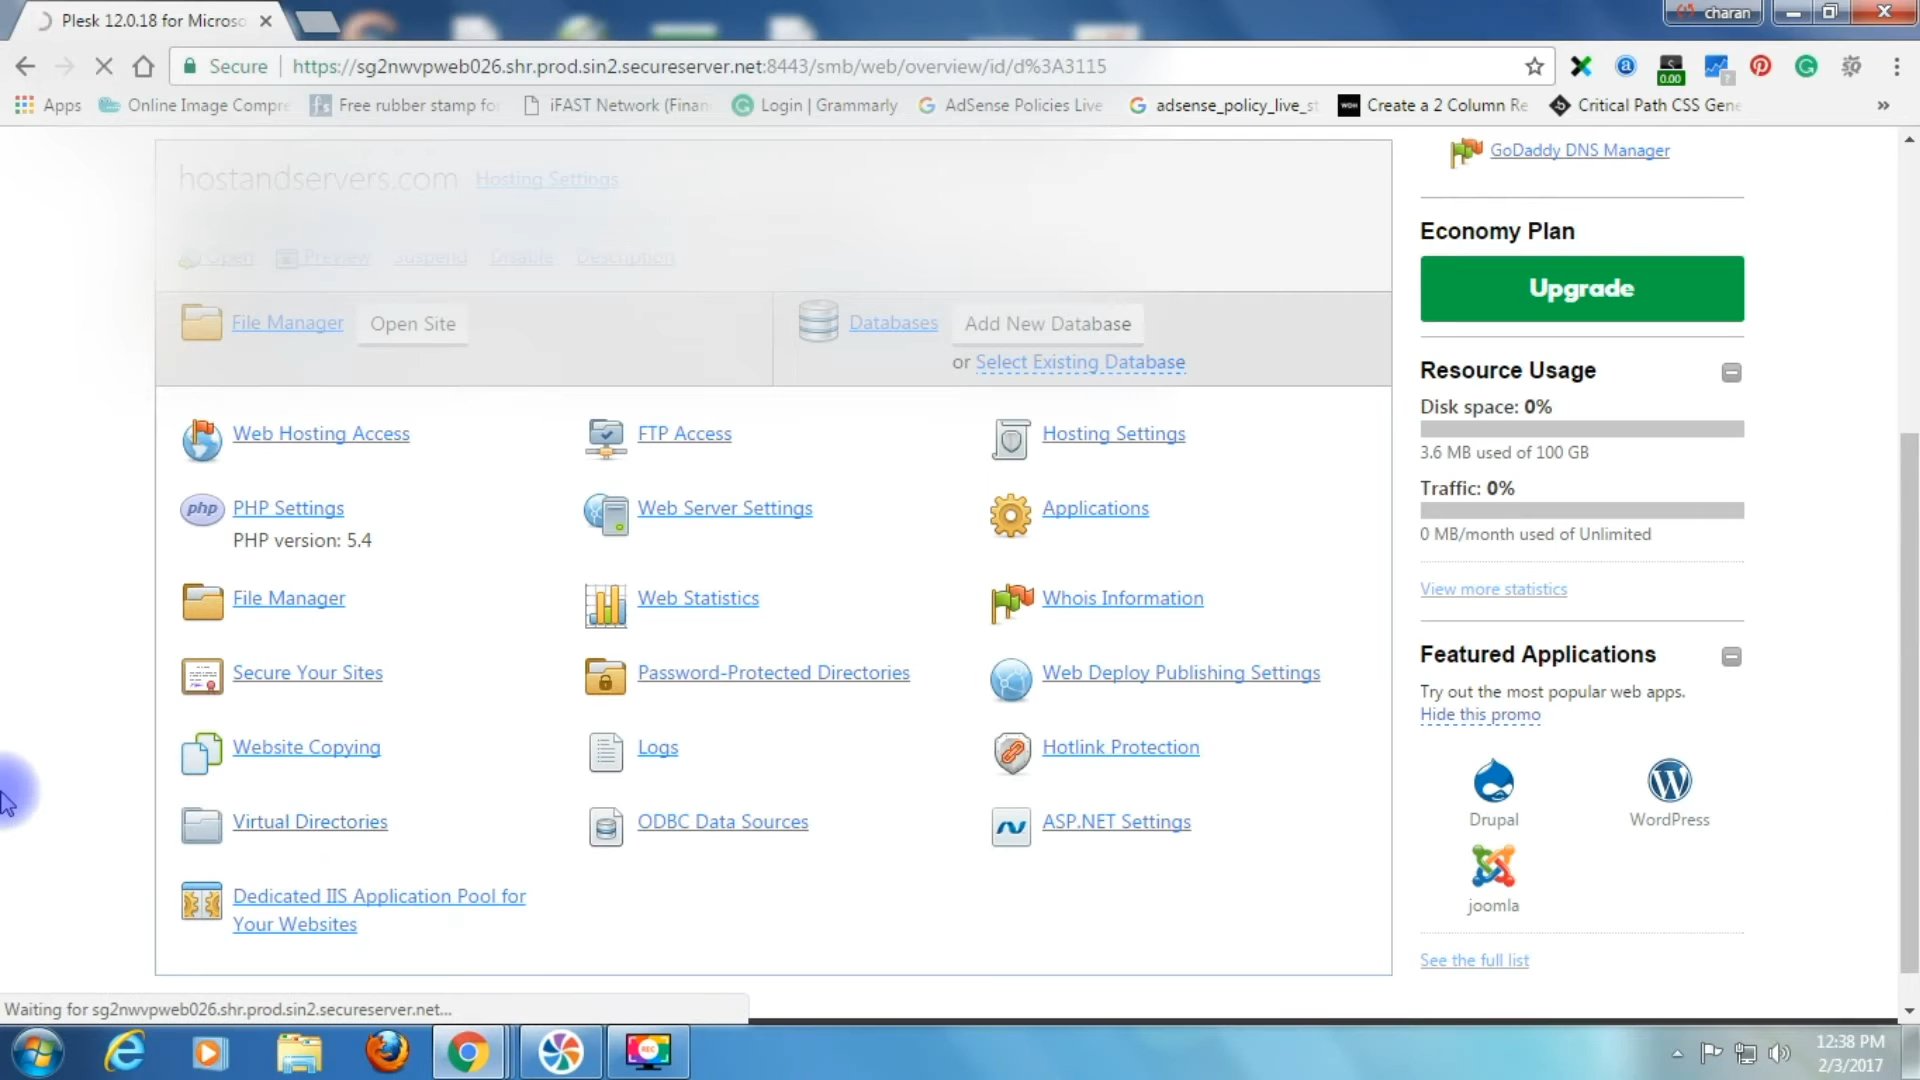 Plesk 12.0.18 for Microso
charan
Secure
https://sg2nwvpweb026.shr.prod.sin2.secureserver.net:8443/smb/web/overview/id/d%3A3115
0.00
Apps
Online Image Compre
Free rubber stamp fo
iFAST Network (Finan
Login | Grammarly
AdSense Policies Live
adsense_policy_live_st
Create a 2 Column Re
Critical Path CSS Gene
»
hostandservers.com
Hosting Settings
Open
Preview
Suspend
Disable
Description
File Manager
Open Site
Databases
Add New Database
or Select Existing Database
Web Hosting Access
FTP Access
Hosting Settings
php
PHP Settings
PHP version: 5.4
Web Server Settings
Applications
File Manager
Web Statistics
Whois Information
Secure Your Sites
Password-Protected Directories
Web Deploy Publishing Settings
Website Copying
Logs
Hotlink Protection
Virtual Directories
ODBC Data Sources
ASP.NET Settings
Dedicated IIS Application Pool for
Your Websites
GoDaddy DNS Manager
Economy Plan
Upgrade
Resource Usage
Disk space: 0%
3.6 MB used of 100 GB
Traffic: 0%
0 MB/month used of Unlimited
View more statistics
Featured Applications
Try out the most popular web apps.
Hide this promo
Drupal
WordPress
joomla
See the full list
Waiting for sg2nwvpweb026.shr.prod.sin2.secureserver.net...
REC
12:38 PM
2/3/2017